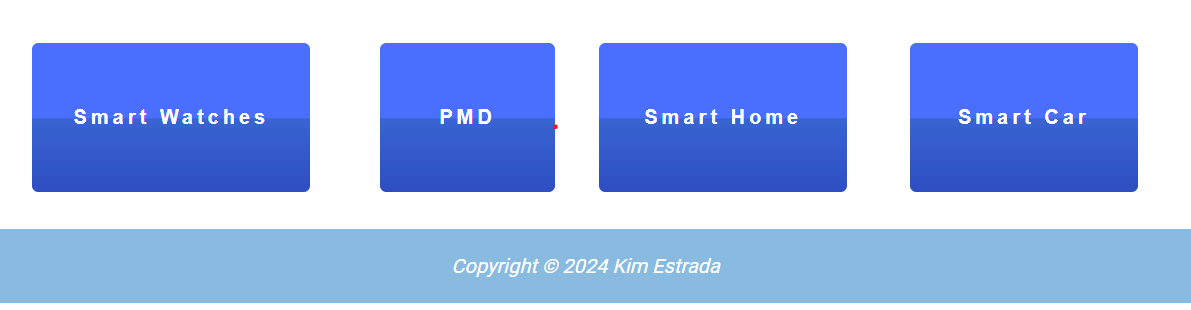 Smart Watches
PMD
Smart Home
Smart Car
Copyright © 2024 Kim Estrada